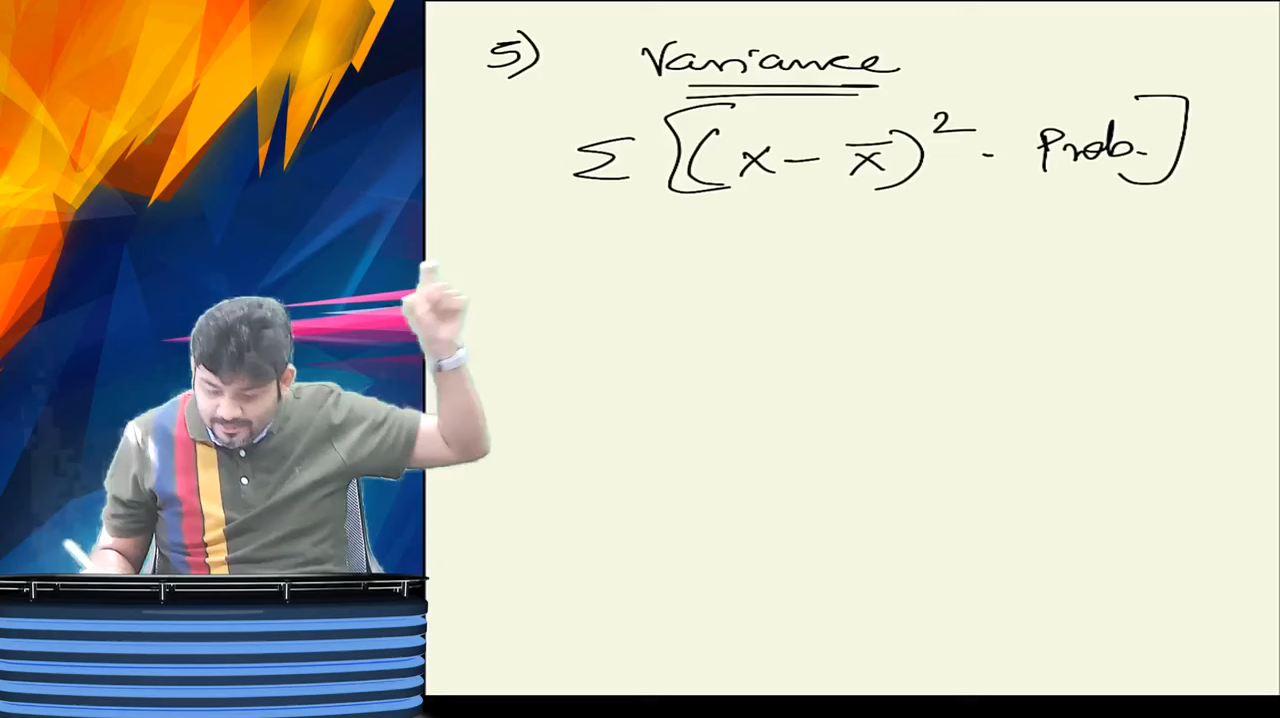 5) Variance
Σ [(x - x̄)² . Prob.]